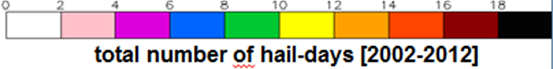 0 2 4 6 8 10 12 14 16 18
total number of hail-days [2002-2012]